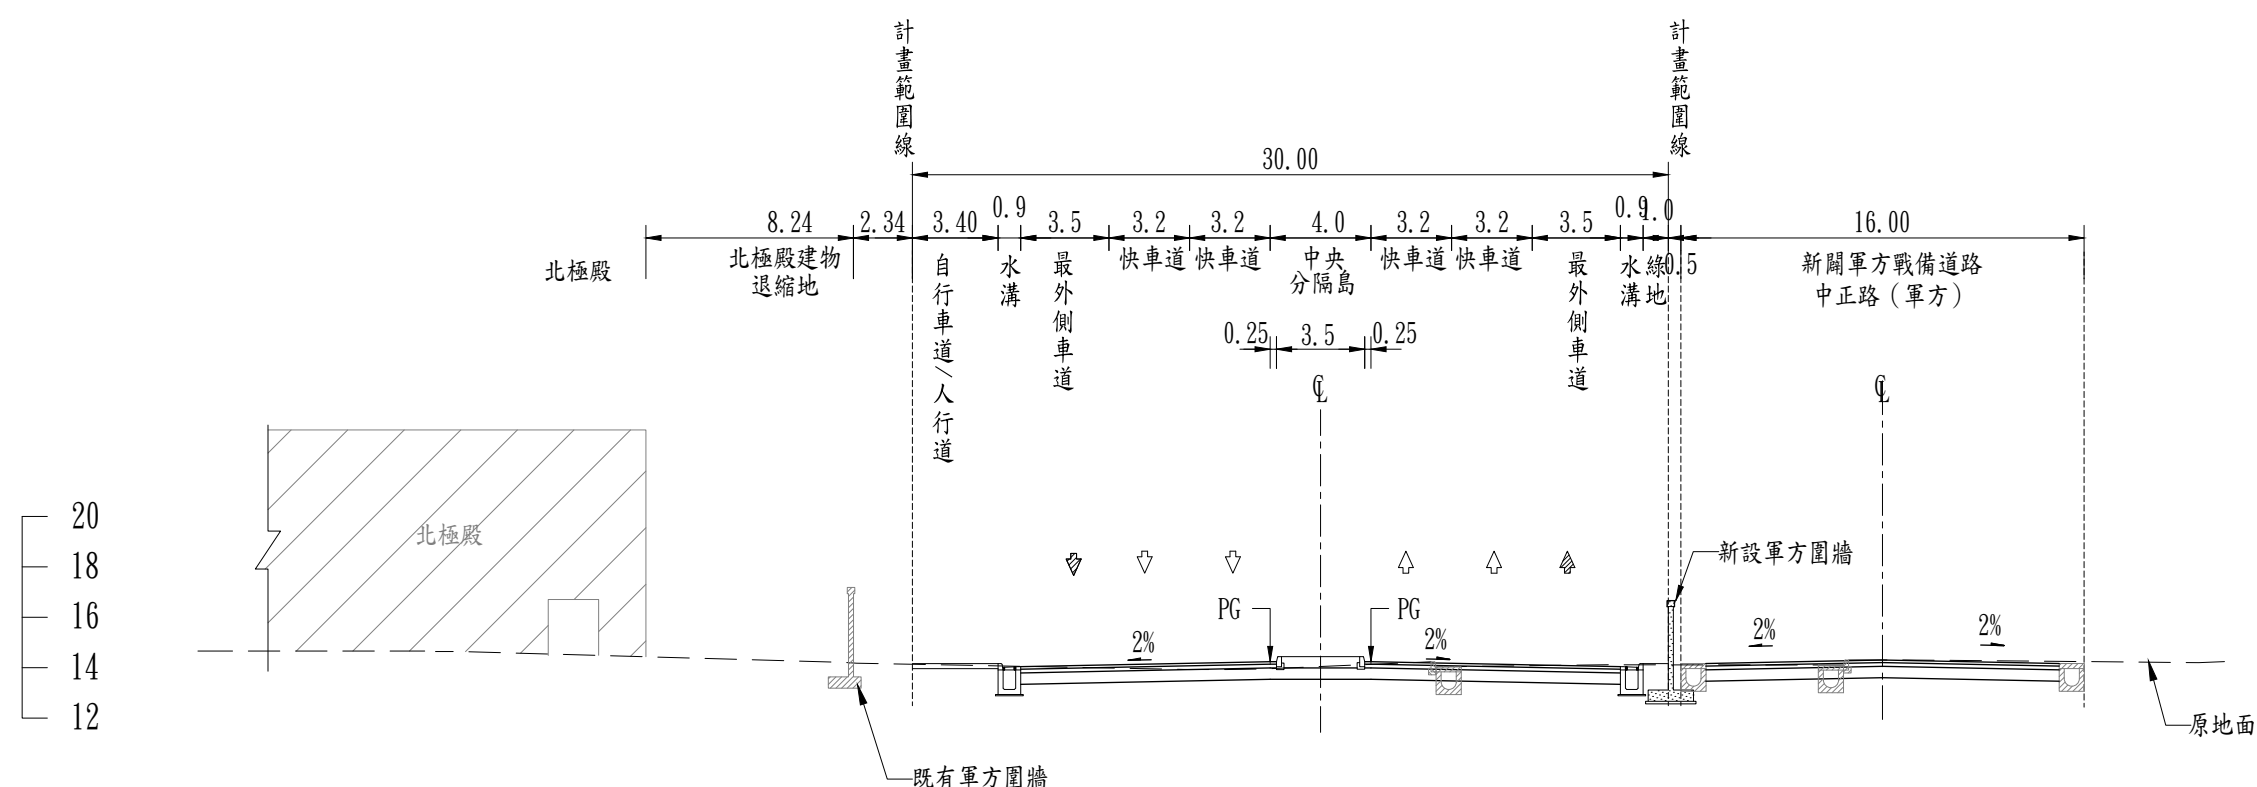 計畫範圍線
計畫範圍線
30.00
8.24
2.34
3.40
0.9
3.5
3.2
3.2
4.0
3.2
3.2
3.5
0.9
1.0
0.5
16.00
北極殿
北極殿建物
退縮地
自行車道/人行道
水溝
最外側車道
快車道
快車道
中央
分隔島
快車道
快車道
最外側車道
水溝
綠地
新闢軍方戰備道路
中正路（軍方）
0.25
3.5
0.25
℄
℄
20
18
16
14
12
北極殿
新設軍方圍牆
PG
PG
2%
2%
2%
2%
原地面
既有軍方圍牆